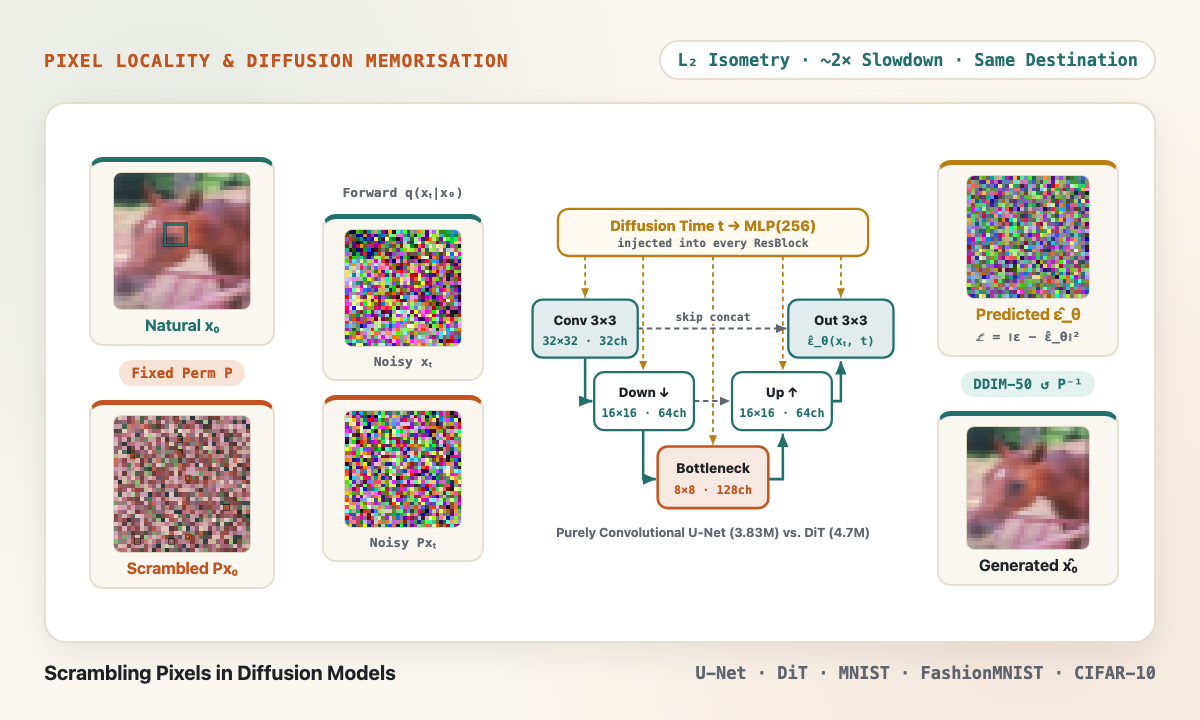 PIXEL LOCALITY & DIFFUSION MEMORISATION
L₂ Isometry · ~2× Slowdown · Same Destination
Natural x₀
Fixed Perm P
Scrambled Px₀
Forward q(xₜ|x₀)
Noisy xₜ
Noisy Pxₜ
Diffusion Time t → MLP(256)
injected into every ResBlock
Conv 3×3
32×32 · 32ch
skip concat
Out 3×3
ε̂_θ(xₜ, t)
Down ↓
16×16 · 64ch
Up ↑
16×16 · 64ch
Bottleneck
8×8 · 128ch
Purely Convolutional U-Net (3.83M) vs. DiT (4.7M)
Predicted ε̂_θ
ℒ = ‖ε − ε̂_θ‖²
DDIM-50 ↺ P⁻¹
Generated x̂₀
Scrambling Pixels in Diffusion Models
U-Net · DiT · MNIST · FashionMNIST · CIFAR-10